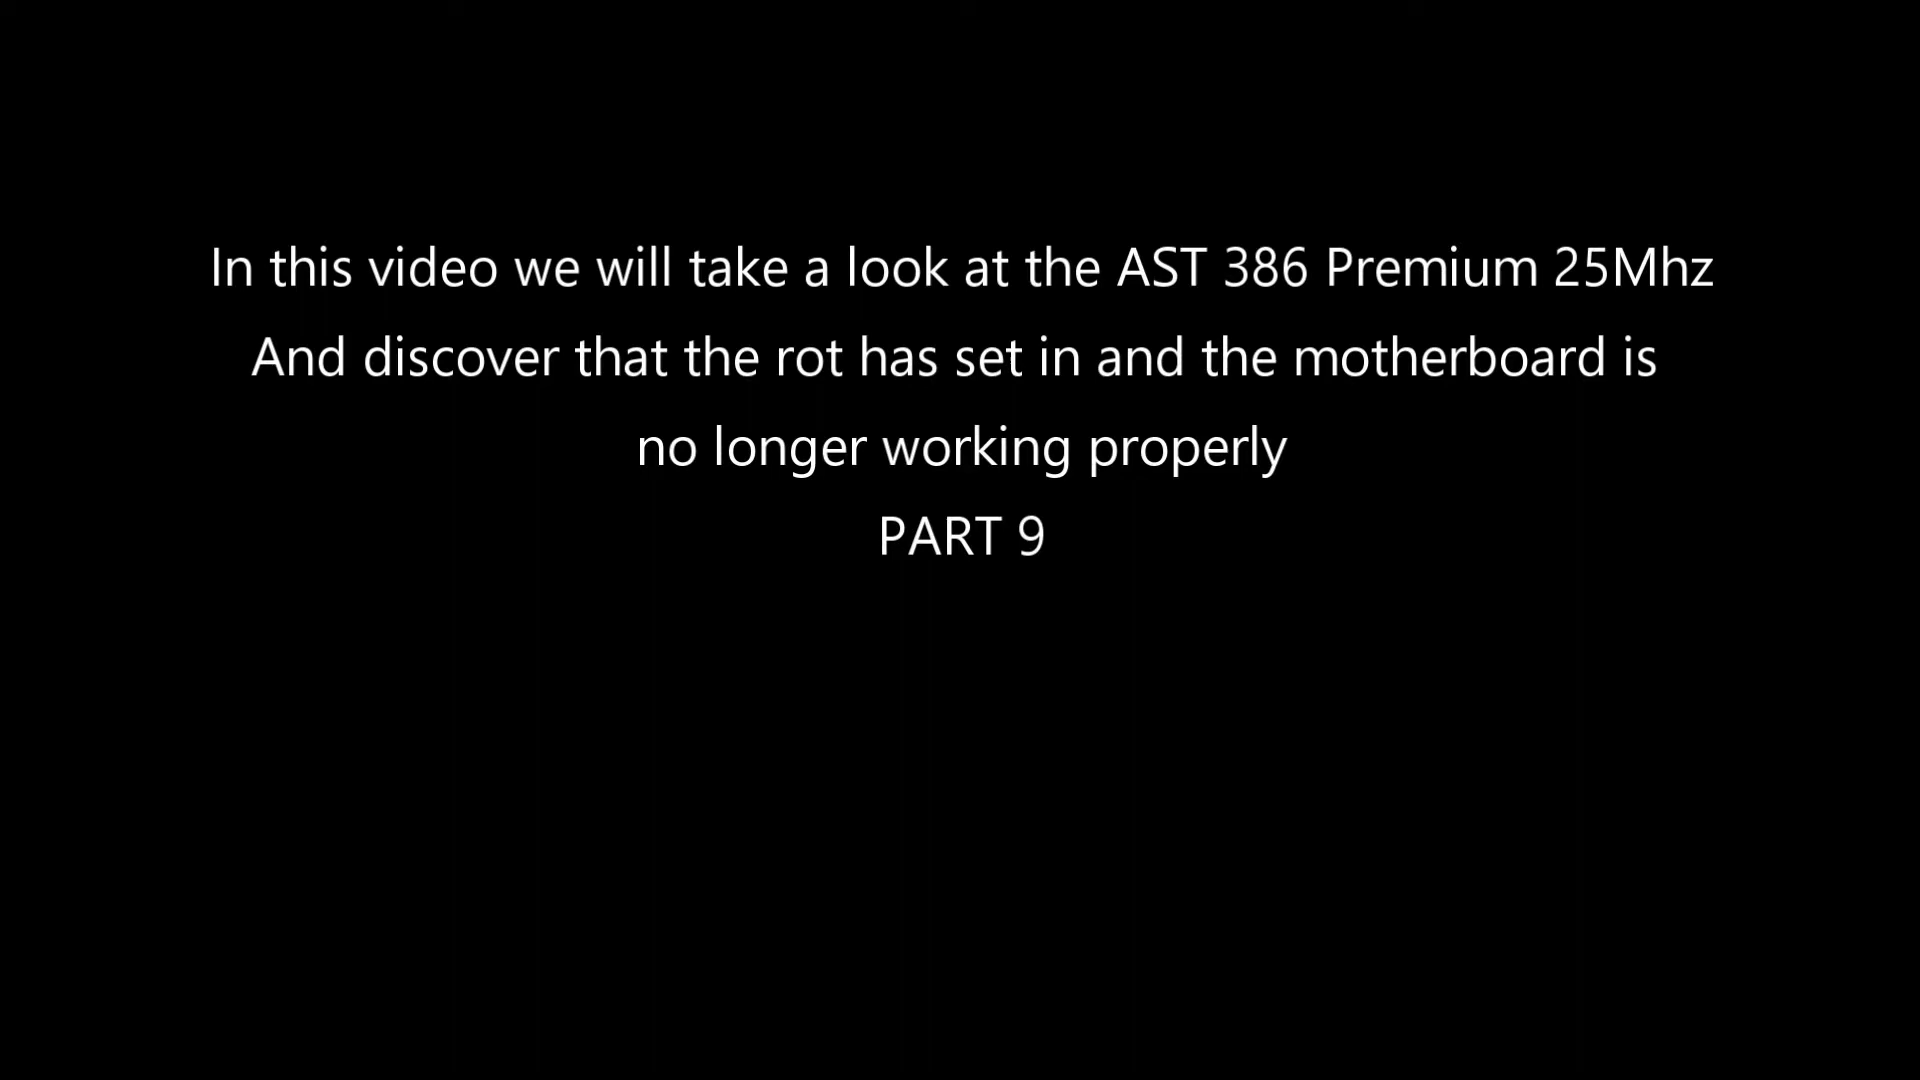 In this video we will take a look at the AST 386 Premium 25Mhz
And discover that the rot has set in and the motherboard is
no longer working properly
PART 9